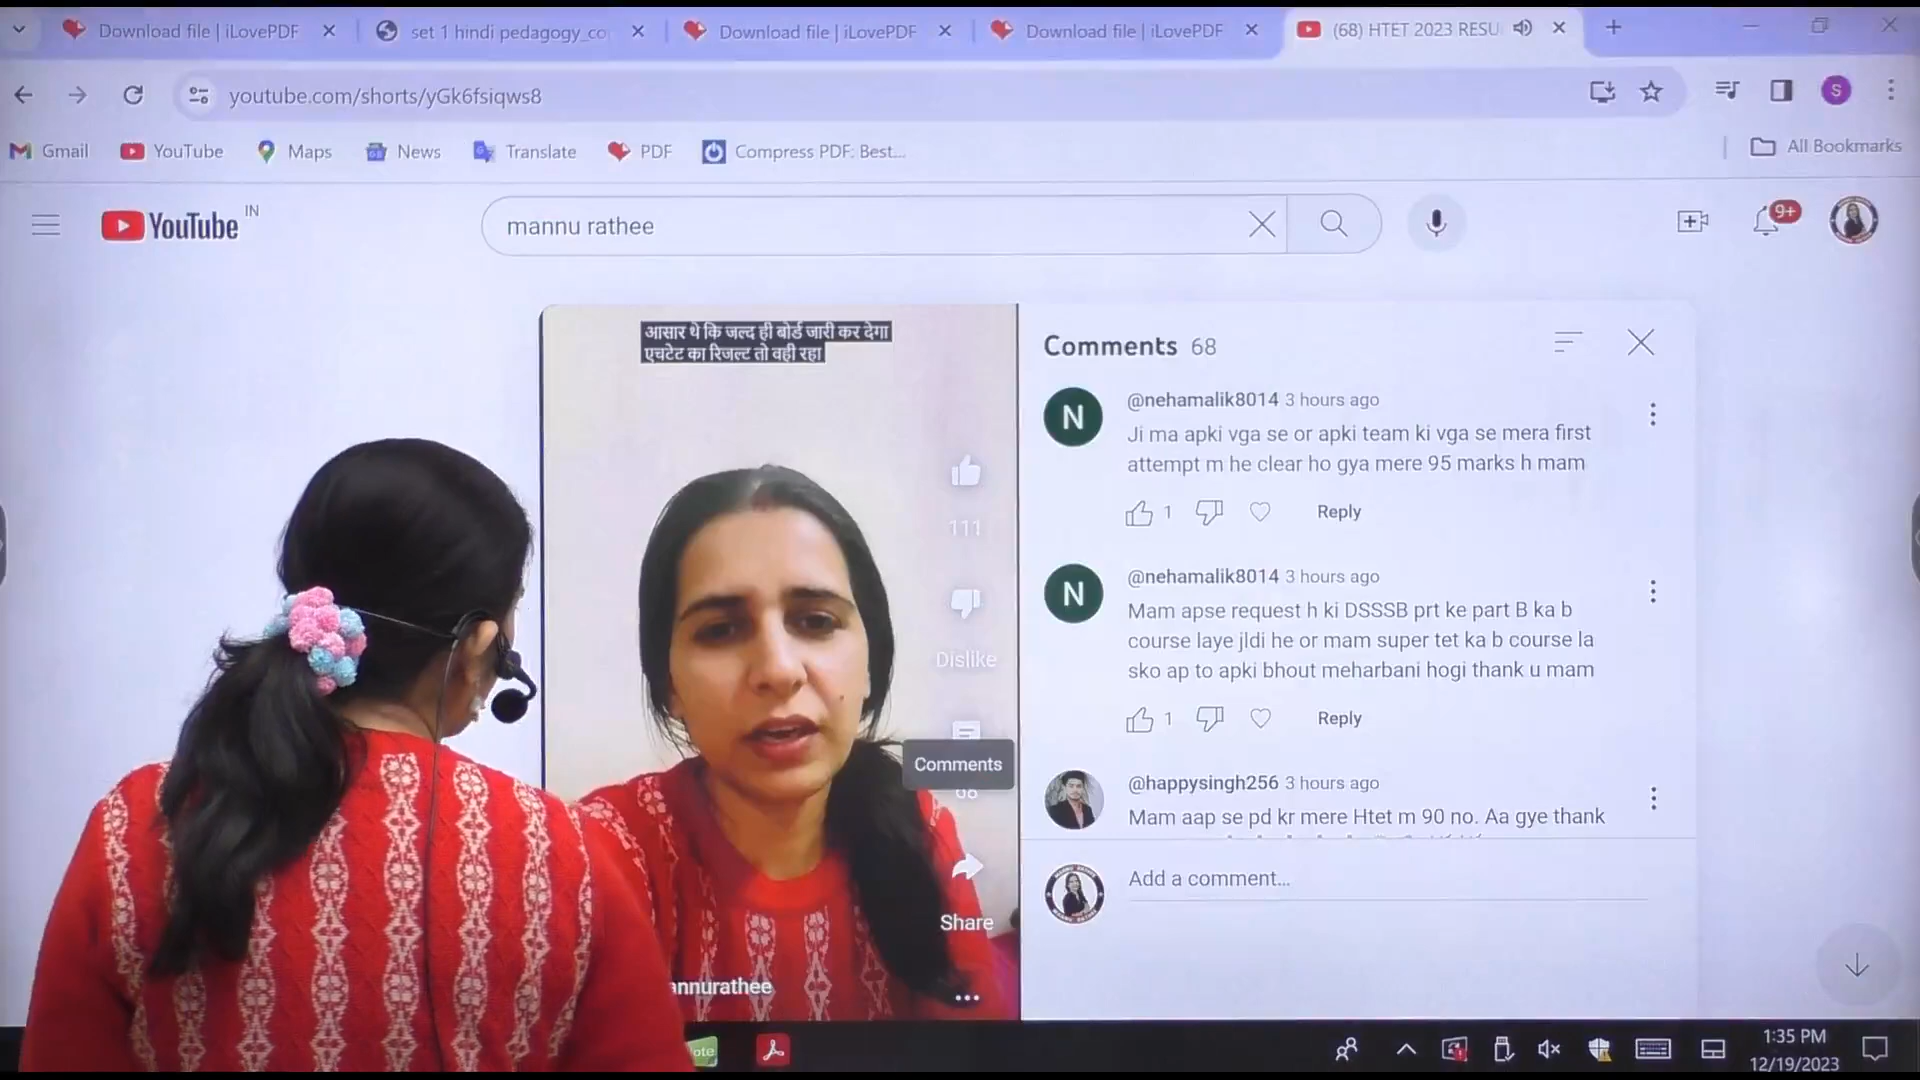 Download file | iLovePDF
set 1 hindi pedagogy_co
Download file | iLovePDF
Download file | iLovePDF
(68) HTET 2023 RESU
youtube.com/shorts/yGk6fsiqws8
S
Gmail
YouTube
Maps
News
Translate
PDF
Compress PDF: Best...
All Bookmarks
YouTube IN
mannu rathee
9+
आसार थे कि जल्द ही बोर्ड जारी कर देगा
एचटेट का रिजल्ट तो वही रहा
111
Dislike
Comments
68
Share
annurathee
Comments 68
N
@nehamalik8014 3 hours ago
Ji ma apki vga se or apki team ki vga se mera first
attempt m he clear ho gya mere 95 marks h mam
1 Reply
N
@nehamalik8014 3 hours ago
Mam apse request h ki DSSSB prt ke part B ka b
course laye jldi he or mam super tet ka b course la
sko ap to apki bhout meharbani hogi thank u mam
1 Reply
@happysingh256 3 hours ago
Mam aap se pd kr mere Htet m 90 no. Aa gye thank
Add a comment...
ote
1:35 PM
12/19/2023